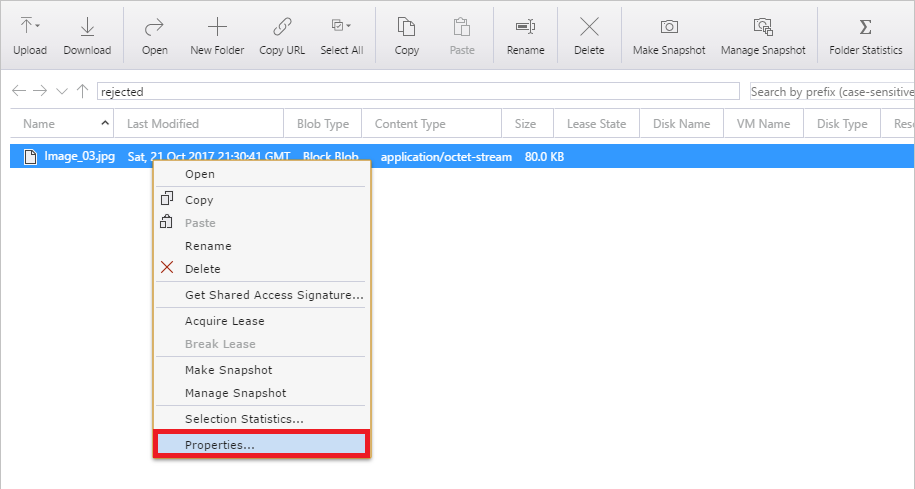 Upload Download Open New Folder Copy URL Select All Copy Paste Rename Delete Make Snapshot Manage Snapshot Folder Statistics
rejected Search by prefix (case-sensitive
Name Last Modified Blob Type Content Type Size Lease State Disk Name VM Name Disk Type Reso
Image_03.jpg Sat, 21 Oct 2017 21:30:41 GMT Block Blob application/octet-stream 80.0 KB
Open
Copy
Paste
Rename
Delete
Get Shared Access Signature...
Acquire Lease
Break Lease
Make Snapshot
Manage Snapshot
Selection Statistics...
Properties...